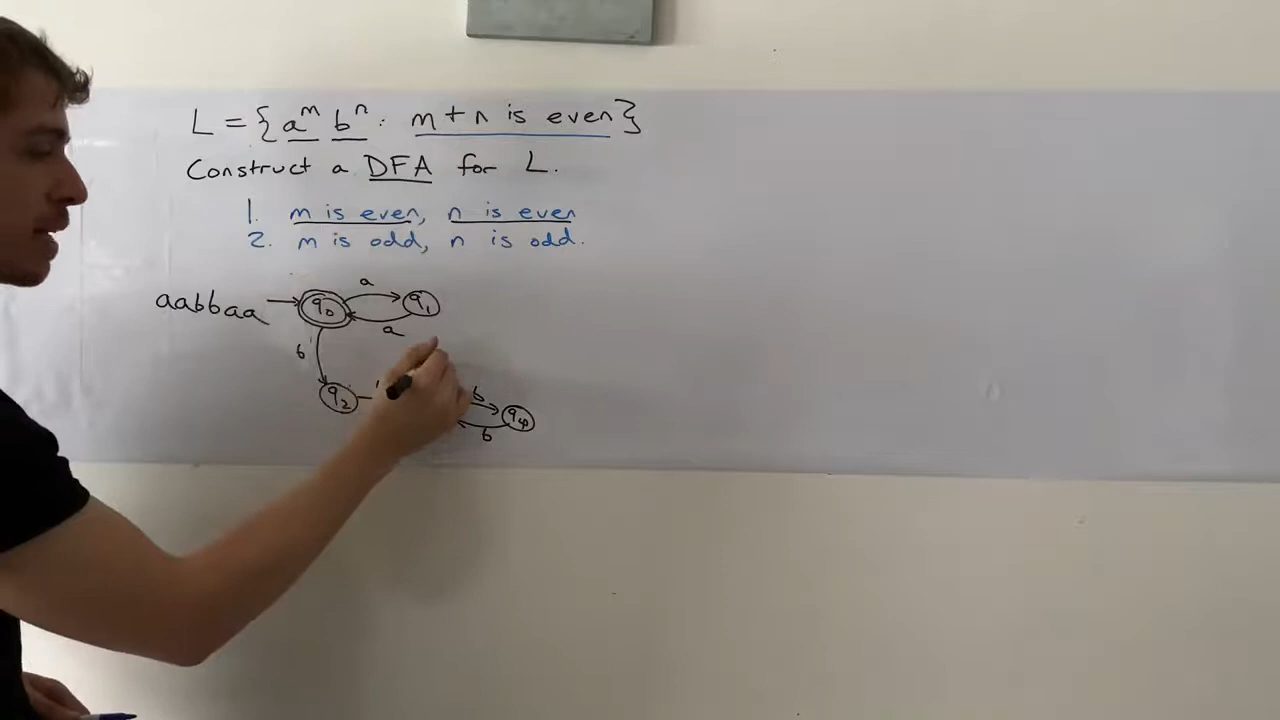 L = {a^m b^n : m + n is even}
Construct a DFA for L.
1. m is even, n is even
2. m is odd, n is odd.
a
aabbaa q₀ q₁
a
b
q₂ b q₄
b